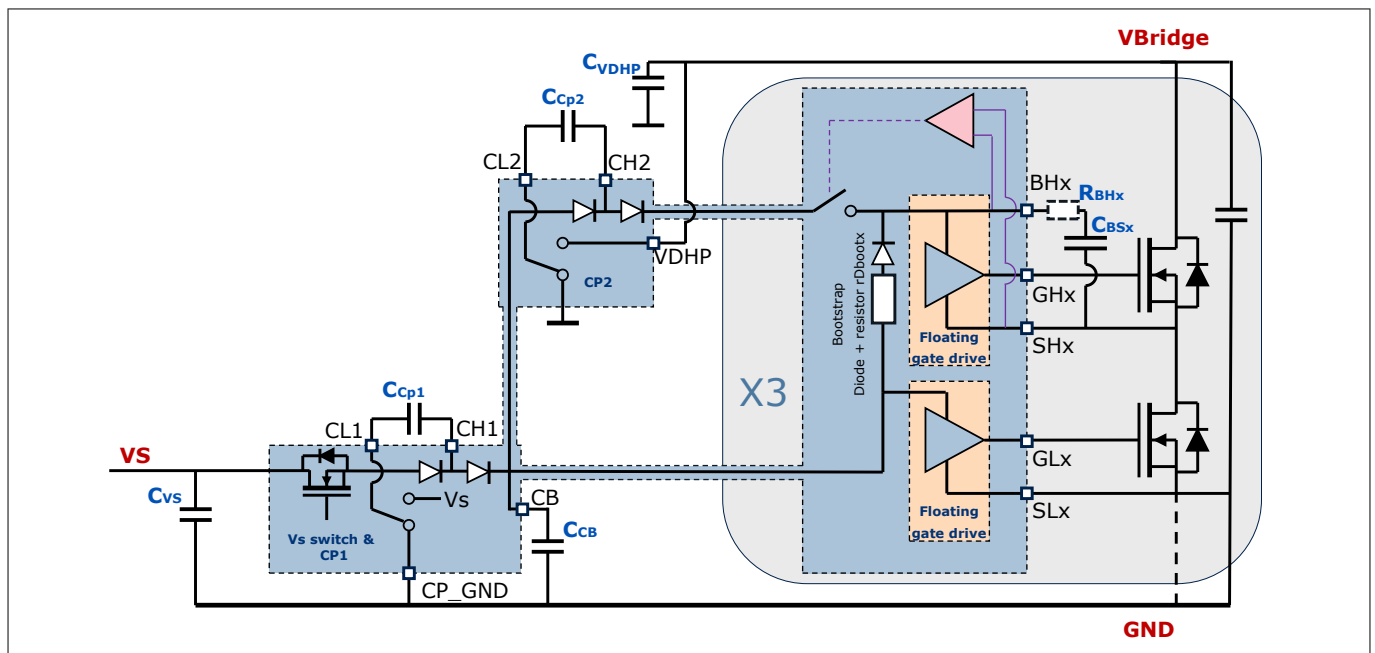 VBridge
CVDHP
CCp2
CL2
CH2
BHx
RBHx
CBSx
VDHP
CP2
GHx
Bootstrap
Diode + resistor rDbootx
Floating
gate drive
SHx
X3
CCp1
CL1
CH1
VS
GLx
Vs
CVS
CB
SLx
CCB
Floating
gate drive
Vs switch &
CP1
CP_GND
GND